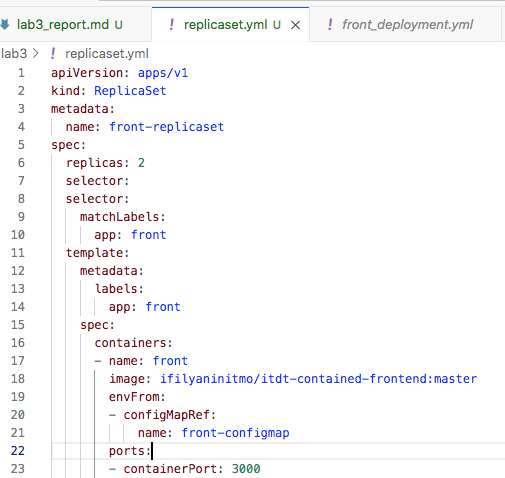 lab3_report.md U replicaset.yml U front_deployment.yml
lab3 > ! replicaset.yml
1 apiVersion: apps/v1
2 kind: ReplicaSet
3 metadata:
4 name: front-replicaset
5 spec:
6 replicas: 2
7 selector:
8 selector:
9 matchLabels:
10 app: front
11 template:
12 metadata:
13 labels:
14 app: front
15 spec:
16 containers:
17 - name: front
18 image: ifilyaninitmo/itdt-contained-frontend:master
19 envFrom:
20 - configMapRef:
21 name: front-configmap
22 ports:
23 - containerPort: 3000